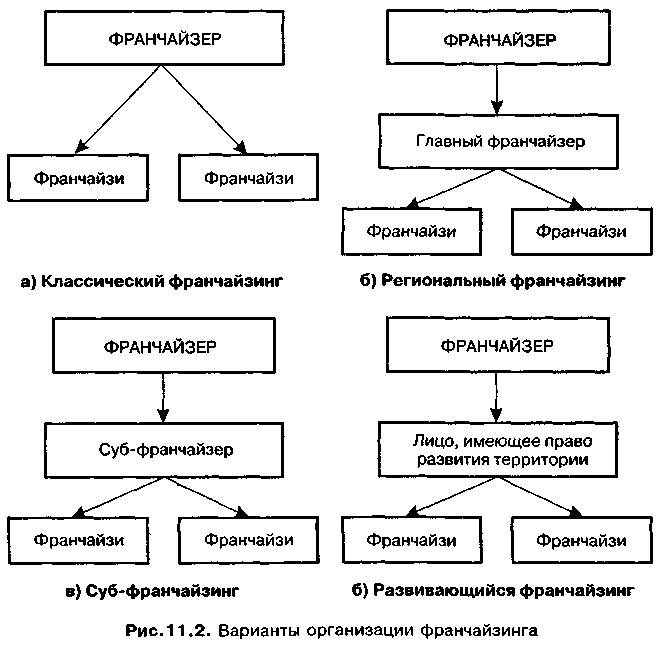 ФРАНЧАЙЗЕР
Франчайзи
Франчайзи
а) Классический франчайзинг
ФРАНЧАЙЗЕР
Главный франчайзер
Франчайзи
Франчайзи
б) Региональный франчайзинг
ФРАНЧАЙЗЕР
Суб-франчайзер
Франчайзи
Франчайзи
в) Суб-франчайзинг
ФРАНЧАЙЗЕР
Лицо, имеющее право
развития территории
Франчайзи
Франчайзи
б) Развивающийся франчайзинг
Рис.11.2. Варианты организации франчайзинга